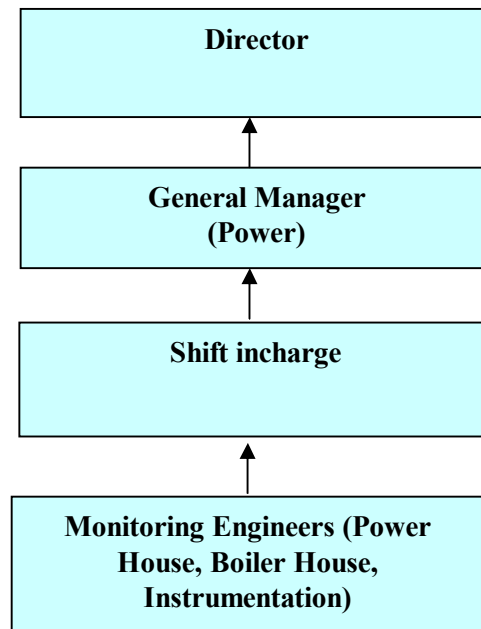 Director
General Manager
(Power)
Shift incharge
Monitoring Engineers (Power
House, Boiler House,
Instrumentation)